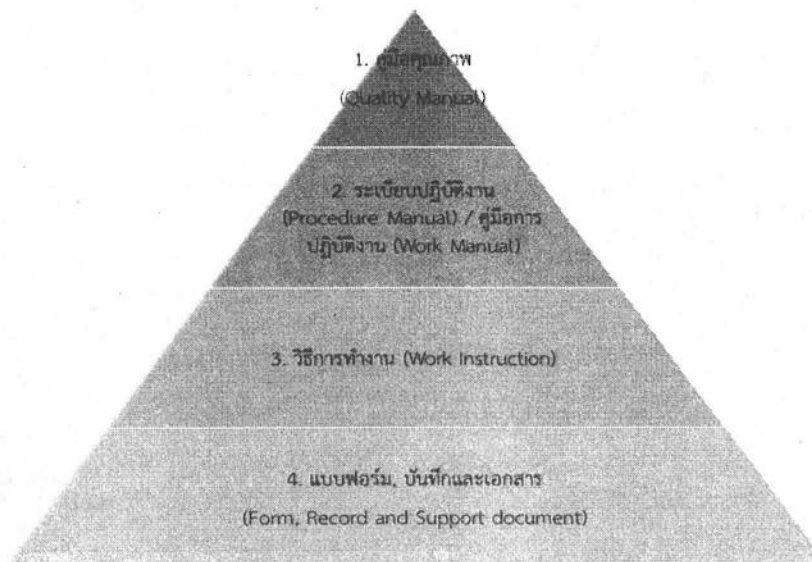 1. คู่มือคุณภาพ
(Quality Manual)
2. ระเบียบปฏิบัติงาน
(Procedure Manual) / คู่มือการ
ปฏิบัติงาน (Work Manual)
3. วิธีการทำงาน (Work Instruction)
4. แบบฟอร์ม, บันทึกและเอกสาร
(Form, Record and Support document)